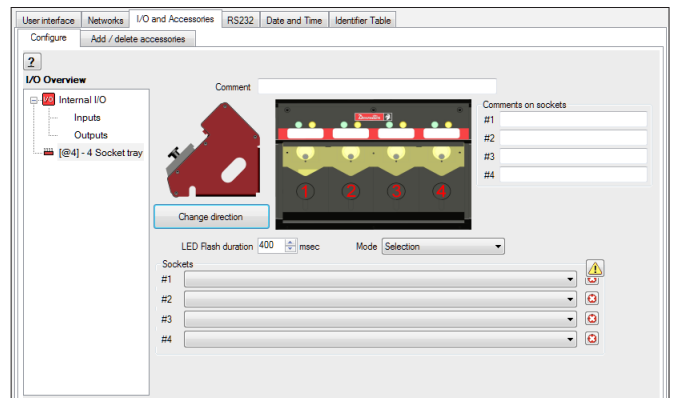 User interface Networks I/O and Accessories RS232 Date and Time Identifier Table
Configure Add / delete accessories
?
I/O Overview
Internal I/O
Inputs
Outputs
[@4] - 4 Socket tray
Comment
Change direction
1 2 3 4
Comments on sockets
#1
#2
#3
#4
LED Flash duration 400 msec Mode Selection
Sockets
#1
#2
#3
#4